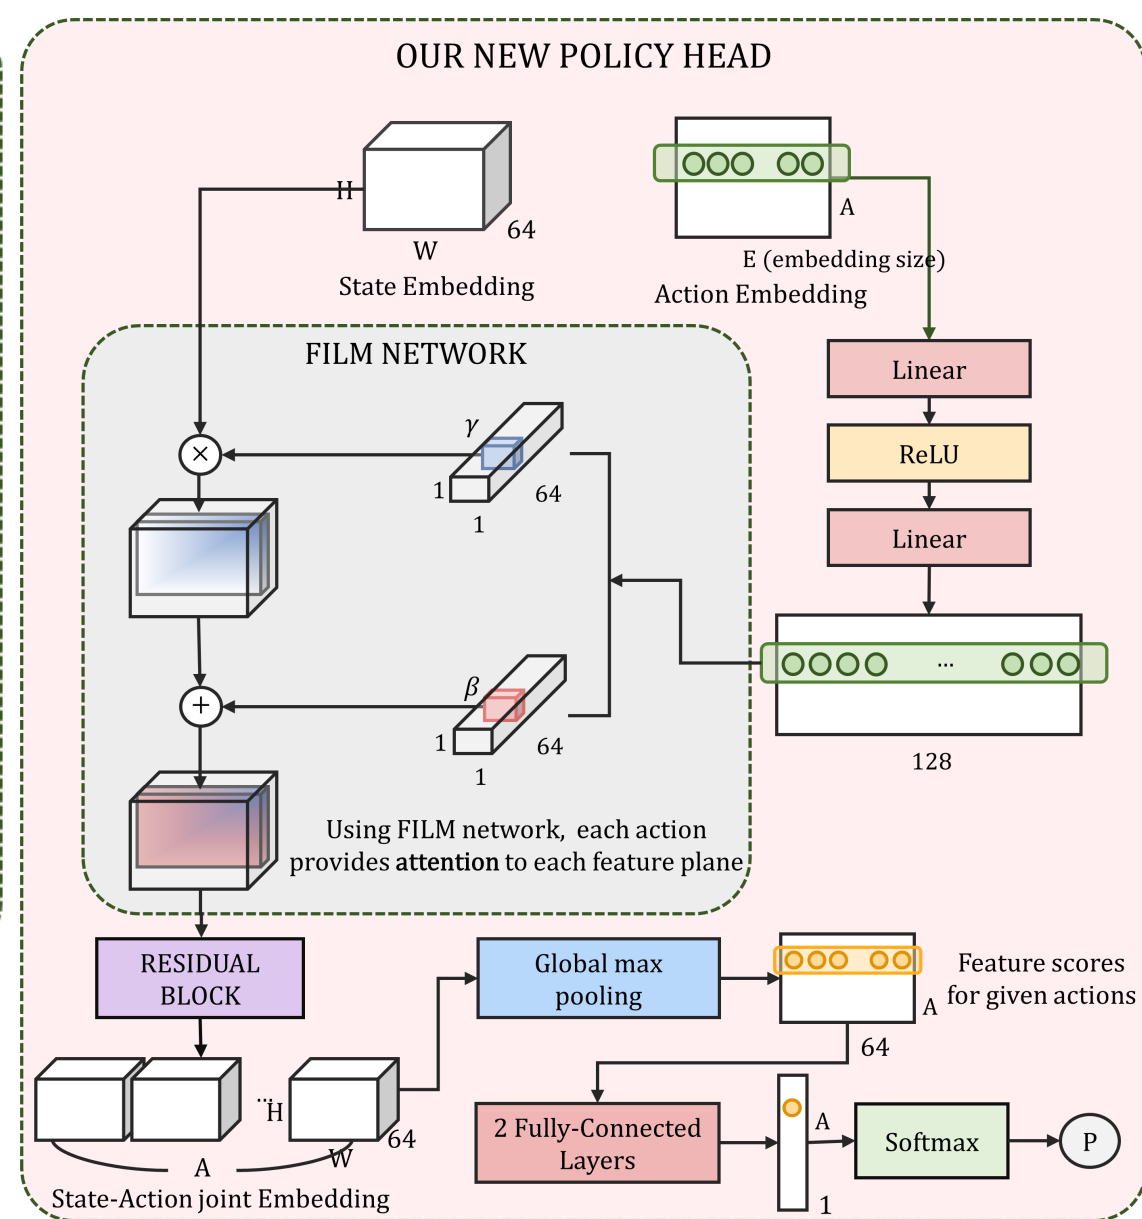 OUR NEW POLICY HEAD
H
W
64
State Embedding
A
E (embedding size)
Action Embedding
FILM NETWORK
Linear
ReLU
Linear
×
γ
1
64
1
+
β
1
64
1
...
128
Using FILM network, each action
provides attention to each feature plane
RESIDUAL
BLOCK
Global max
pooling
A
64
Feature scores
for given actions
...
H
W
64
A
State-Action joint Embedding
2 Fully-Connected
Layers
A
1
Softmax
P